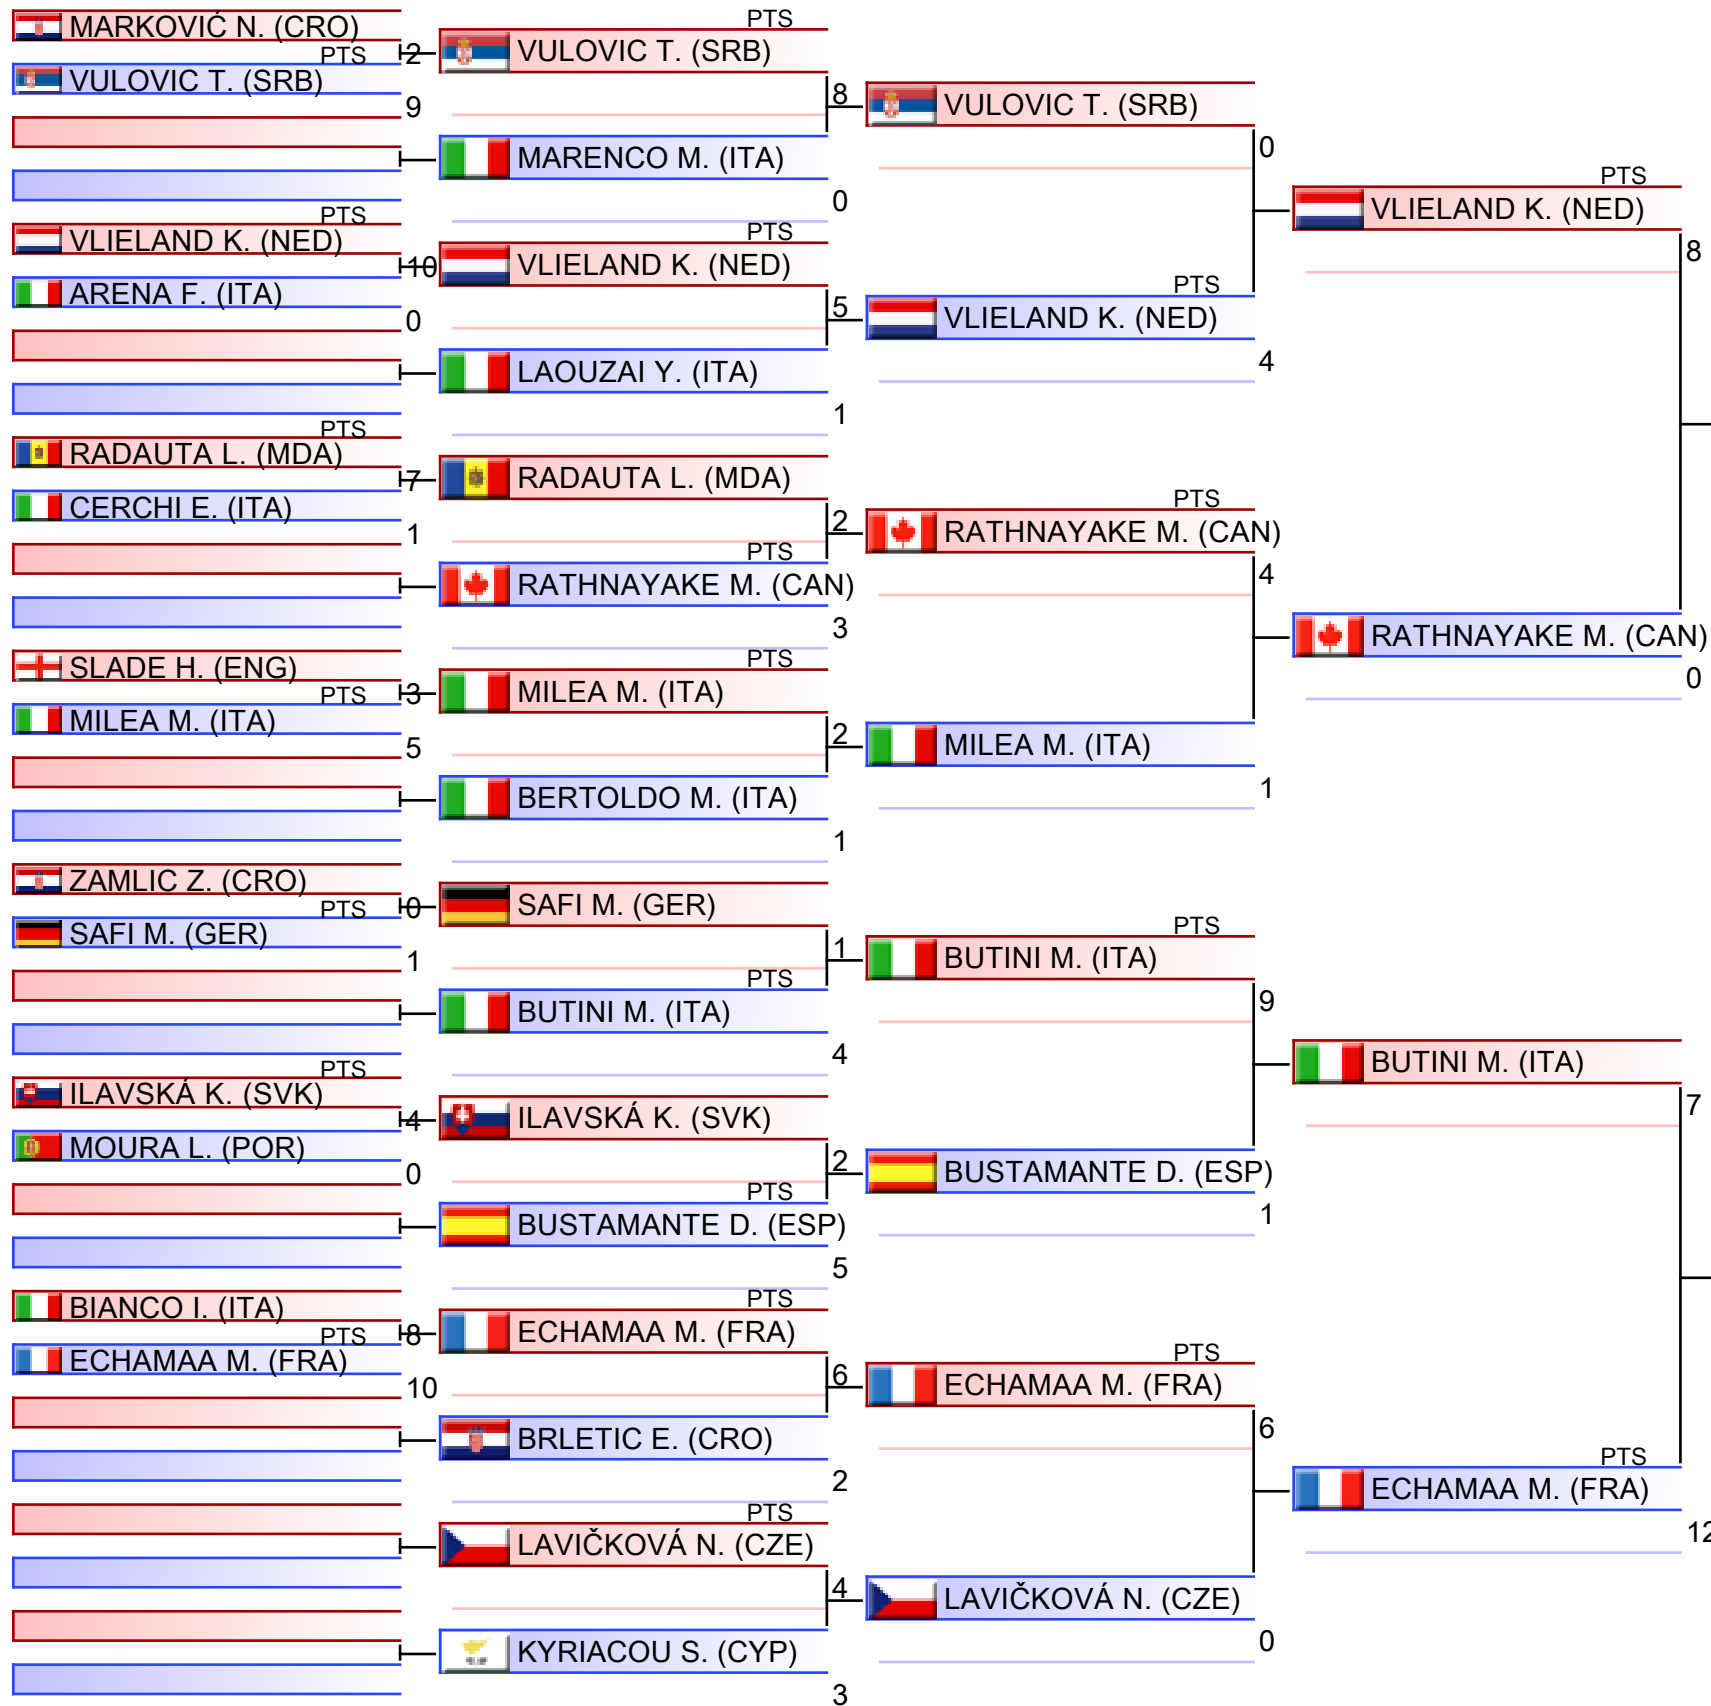 MARKOVIĆ N. (CRO)
2
PTS
VULOVIC T. (SRB)
9
PTS
VLIELAND K. (NED)
10
ARENA F. (ITA)
0
PTS
RADAUTA L. (MDA)
7
CERCHI E. (ITA)
1
SLADE H. (ENG)
3
PTS
MILEA M. (ITA)
5
ZAMLIC Z. (CRO)
0
PTS
SAFI M. (GER)
1
PTS
ILAVSKÁ K. (SVK)
4
MOURA L. (POR)
0
BIANCO I. (ITA)
8
PTS
ECHAMAA M. (FRA)
10
PTS
VULOVIC T. (SRB)
8
MARENCO M. (ITA)
0
PTS
VLIELAND K. (NED)
5
LAOUZAI Y. (ITA)
1
RADAUTA L. (MDA)
2
PTS
RATHNAYAKE M. (CAN)
3
PTS
MILEA M. (ITA)
2
BERTOLDO M. (ITA)
1
SAFI M. (GER)
1
PTS
BUTINI M. (ITA)
4
ILAVSKÁ K. (SVK)
2
PTS
BUSTAMANTE D. (ESP)
5
PTS
ECHAMAA M. (FRA)
6
BRLETIC E. (CRO)
2
PTS
LAVIČKOVÁ N. (CZE)
4
KYRIACOU S. (CYP)
3
VULOVIC T. (SRB)
0
PTS
VLIELAND K. (NED)
4
PTS
RATHNAYAKE M. (CAN)
4
MILEA M. (ITA)
1
PTS
BUTINI M. (ITA)
9
BUSTAMANTE D. (ESP)
1
PTS
ECHAMAA M. (FRA)
6
LAVIČKOVÁ N. (CZE)
0
PTS
VLIELAND K. (NED)
8
RATHNAYAKE M. (CAN)
0
BUTINI M. (ITA)
7
PTS
ECHAMAA M. (FRA)
12